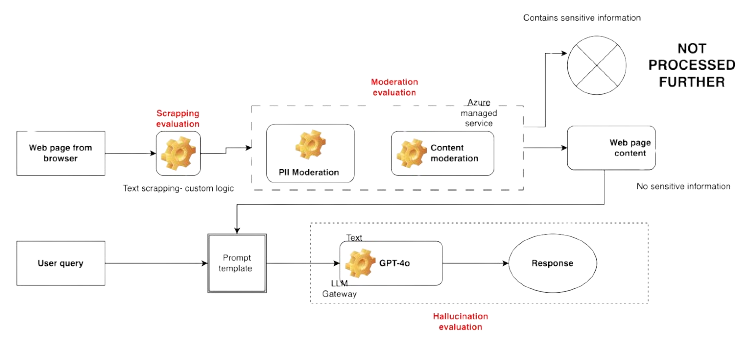 Contains sensitive information
NOT
PROCESSED
FURTHER
Moderation
evaluation
Azure
managed
service
Scrapping
evaluation
Web page from
browser
PII Moderation
Content
moderation
Web page
content
Text scrapping- custom logic
No sensitive information
User query
Prompt
template
Text
GPT-4o
LLM
Gateway
Response
Hallucination
evaluation